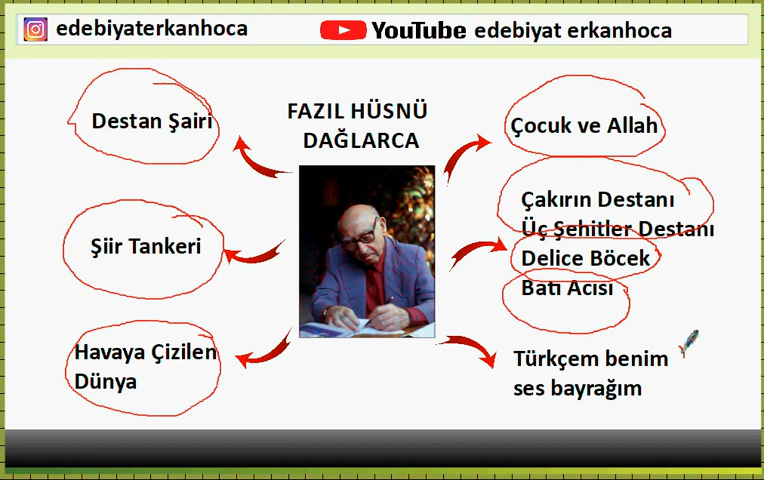 edebiyaterkanhoca
YouTube edebiyat erkanhoca
FAZIL HÜSNÜ
DAĞLARCA
Destan Şairi
Şiir Tankeri
Havaya Çizilen
Dünya
Çocuk ve Allah
Çakırın Destanı
Üç Şehitler Destanı
Delice Böcek
Batı Acısı
Türkçem benim
ses bayrağım